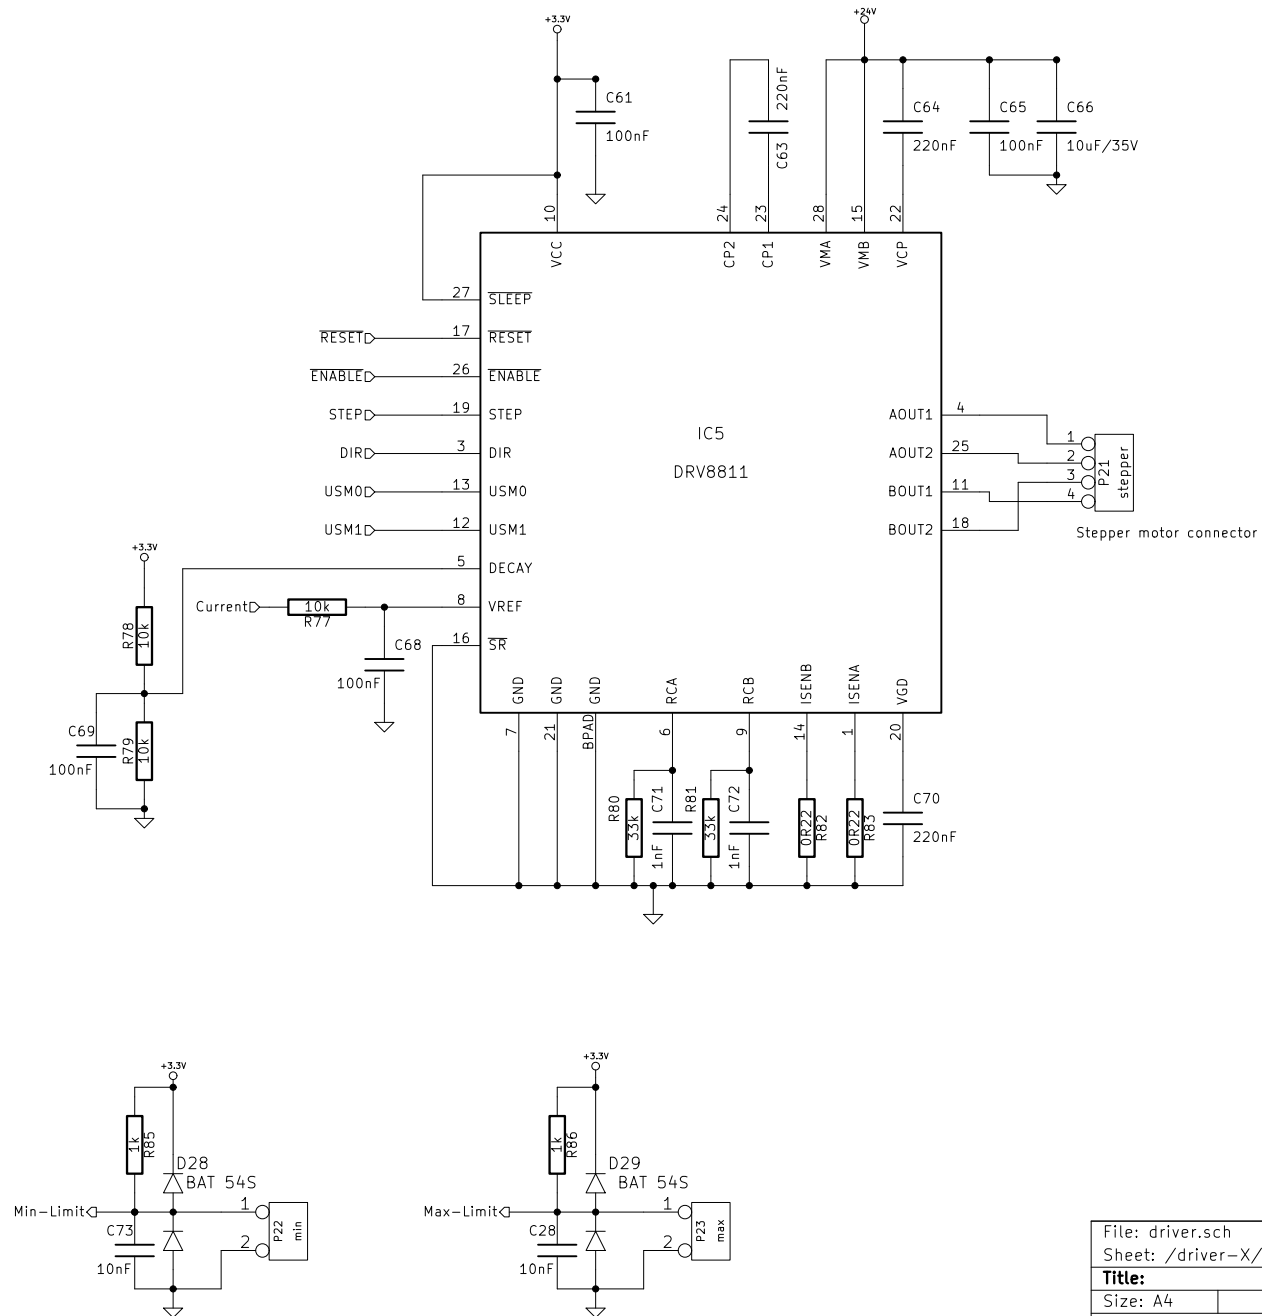 +3.3V
+24V
C61
100nF
220nF
C63
C64
220nF
C65
100nF
C66
10uF/35V
10
24
23
28
15
22
VCC
CP2
CP1
VMA
VMB
VCP
27
SLEEP
RESET
17
RESET
ENABLE
26
ENABLE
STEP
19
STEP
DIR
3
DIR
USM0
13
USM0
USM1
12
USM1
5
DECAY
Current
10k
R77
8
VREF
16
SR
IC5
DRV8811
AOUT1
4
AOUT2
25
BOUT1
11
BOUT2
18
1
2
3
4
P21
stepper
Stepper motor connector
+3.3V
R78
10k
C68
100nF
C69
100nF
R79
10k
GND
GND
GND
RCA
RCB
ISENB
ISENA
VGD
7
21
BPAD
6
9
14
1
20
R80
33k
C71
1nF
R81
33k
C72
1nF
0R22
R82
0R22
R83
C70
220nF
+3.3V
1k
R85
D28
BAT 54S
Min-Limit
C73
10nF
1
2
P22
min
+3.3V
1k
R86
D29
BAT 54S
Max-Limit
C28
10nF
1
2
P23
max
File: driver.sch
Sheet: /driver-X/
Title:
Size: A4